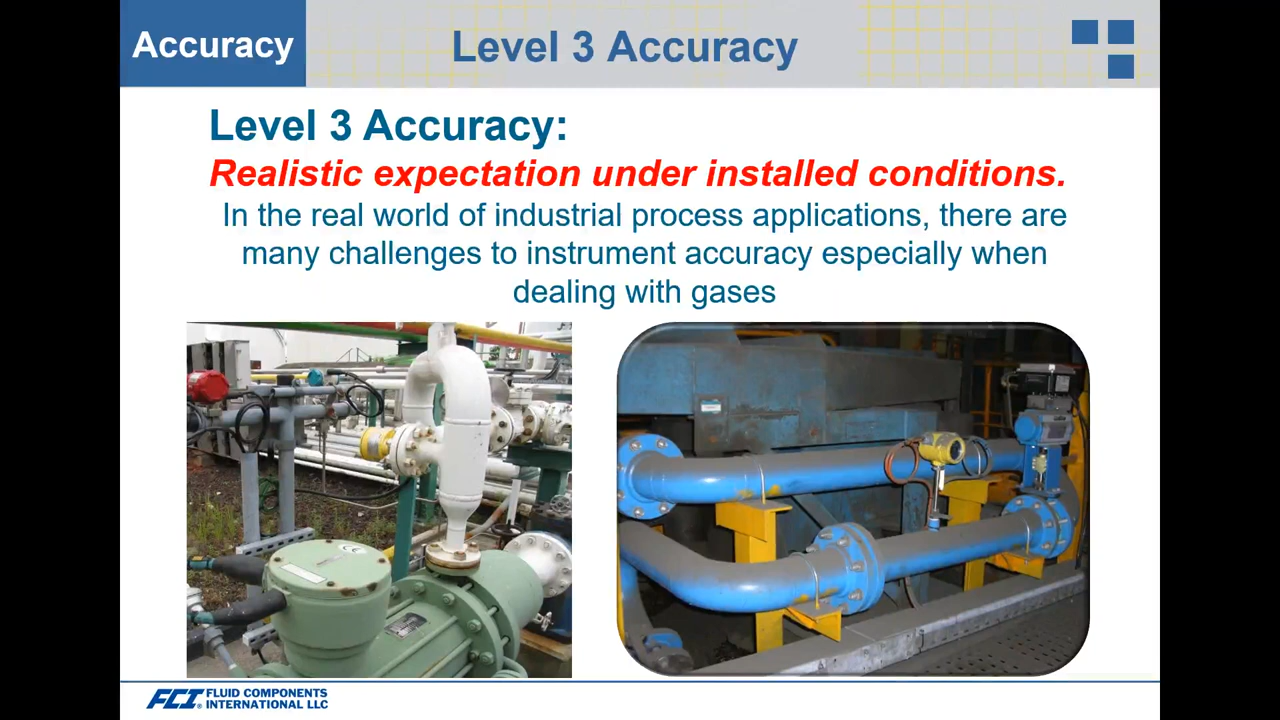 Accuracy
Level 3 Accuracy
Level 3 Accuracy:
Realistic expectation under installed conditions.
In the real world of industrial process applications, there are
many challenges to instrument accuracy especially when
dealing with gases
FCI® FLUID COMPONENTS
INTERNATIONAL LLC